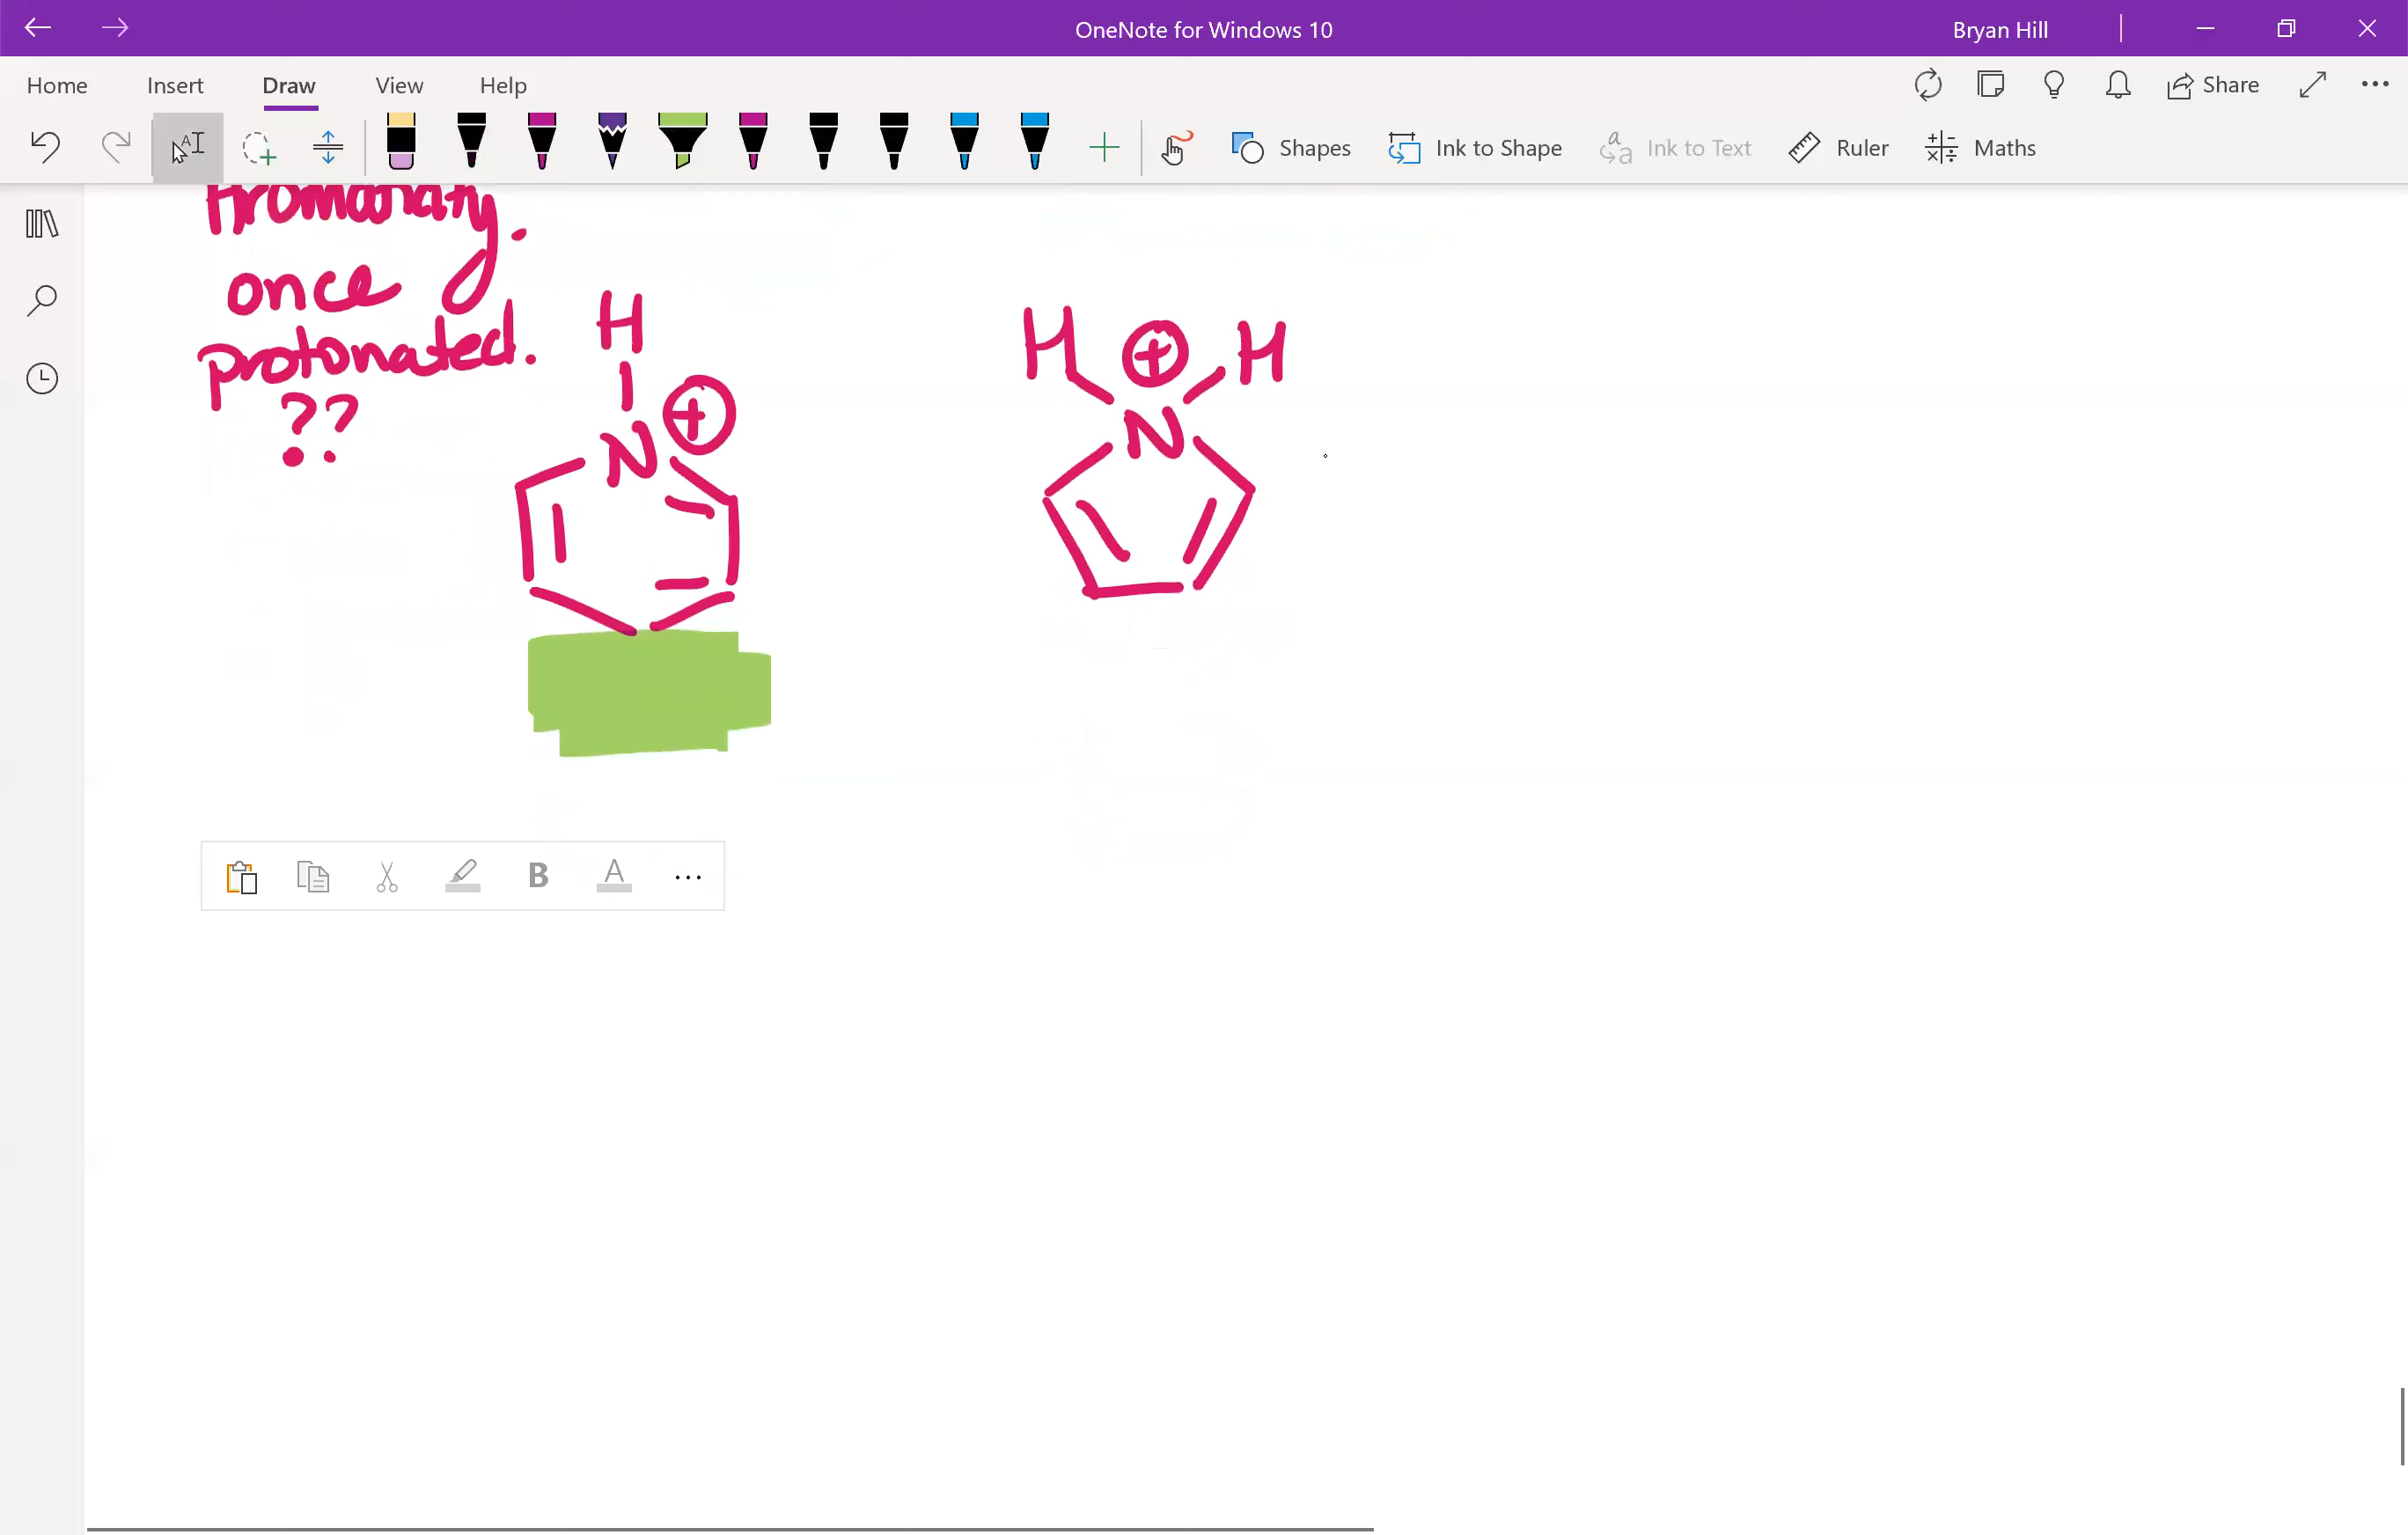 OneNote for Windows 10
Bryan Hill
Home Insert Draw View Help
Share
Shapes Ink to Shape Ink to Text Ruler Maths
Aromaticity.
once
protonated.
??
H
N +
H + H
N
B A